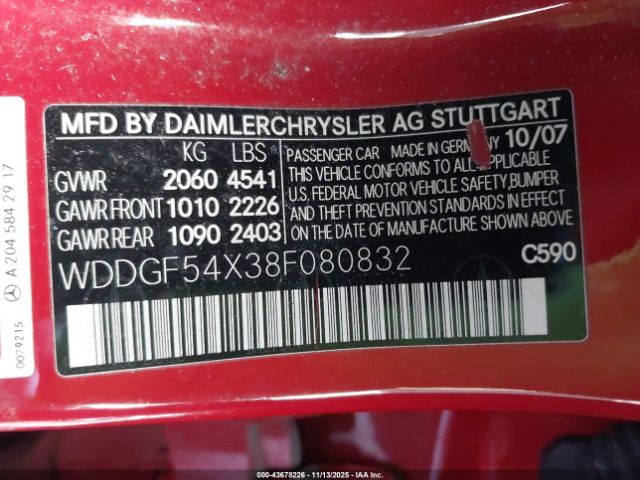 MFD BY DAIMLERCHRYSLER AG STUTTGART
KG LBS
GVWR 2060 4541
GAWR FRONT 1010 2226
GAWR REAR 1090 2403
PASSENGER CAR MADE IN GERMANY 10/07
THIS VEHICLE CONFORMS TO ALL APPLICABLE
U.S. FEDERAL MOTOR VEHICLE SAFETY, BUMPER
AND THEFT PREVENTION STANDARDS IN EFFECT
ON THE DATE OF MANUFACTURE SHOWN ABOVE.
WDDGF54X38F080832
C590
A 204 584 29 17
0079215
IAA - #43678226 - 11/13/2025 - IAAI.COM